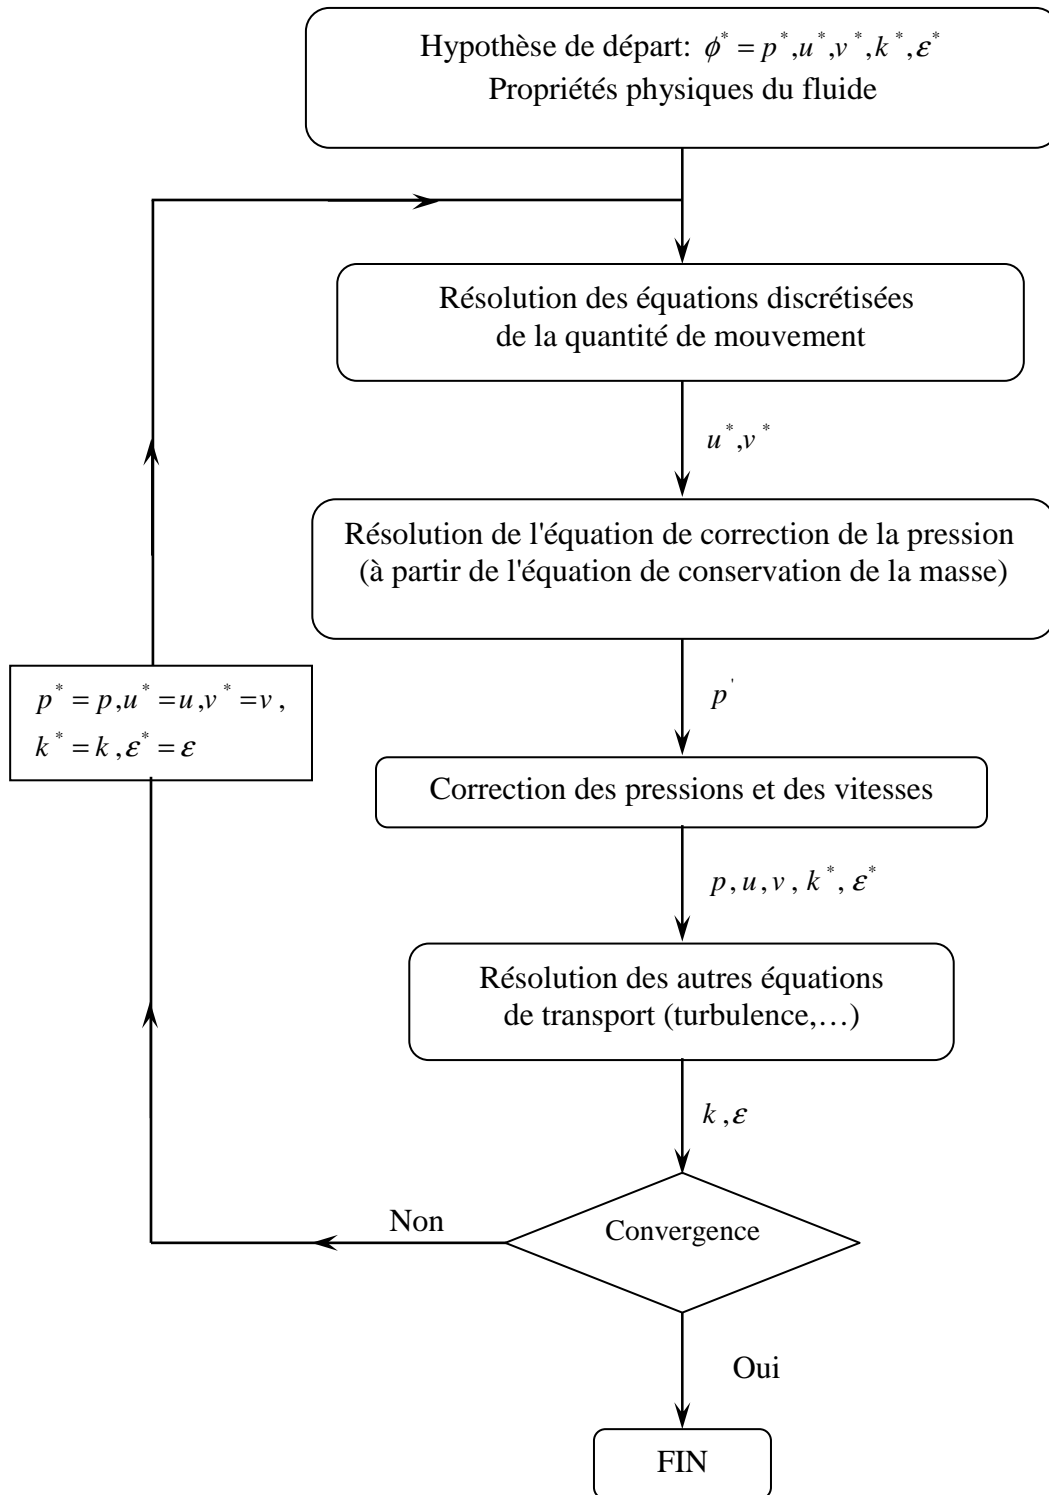 Hypothèse de départ: ϕ* = p*,u*,v*,k*,ε*
Propriétés physiques du fluide
Résolution des équations discrétisées
de la quantité de mouvement
u*,v*
Résolution de l'équation de correction de la pression
(à partir de l'équation de conservation de la masse)
p'
p* = p,u* = u,v* = v,
k* = k,ε* = ε
Correction des pressions et des vitesses
p,u,v, k*, ε*
Résolution des autres équations
de transport (turbulence,…)
k,ε
Non
Convergence
Oui
FIN